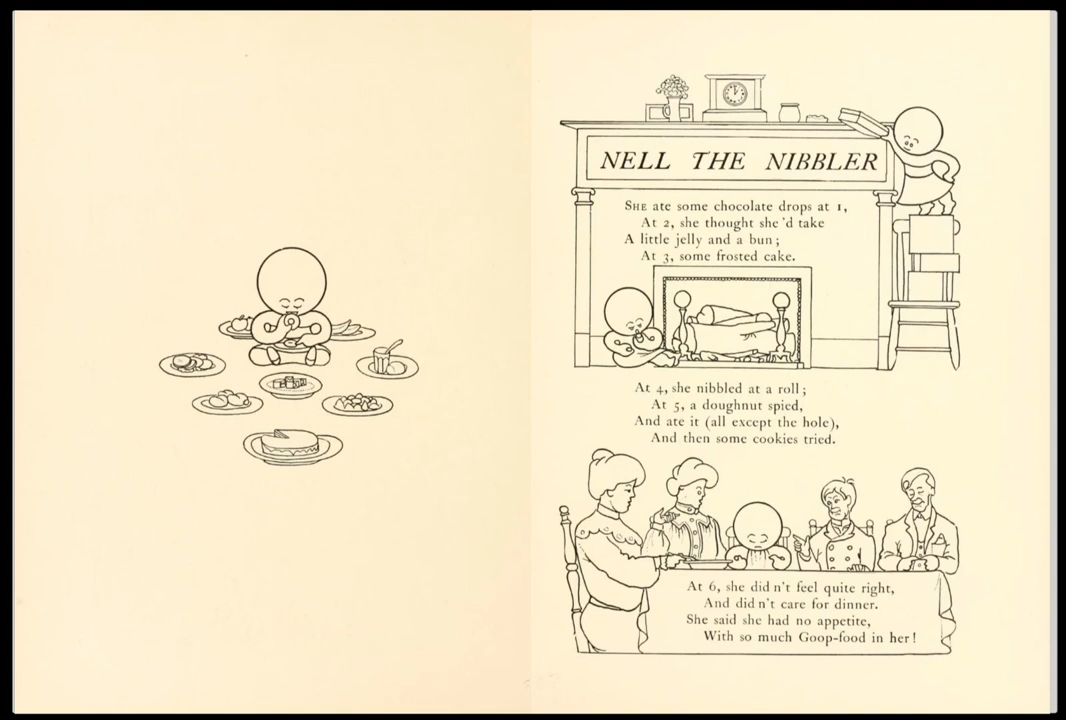 NELL THE NIBBLER
SHE ate some chocolate drops at 1,
At 2, she thought she 'd take
A little jelly and a bun;
At 3, some frosted cake.
At 4, she nibbled at a roll;
At 5, a doughnut spied,
And ate it (all except the hole),
And then some cookies tried.
At 6, she did n't feel quite right,
And did n't care for dinner.
She said she had no appetite,
With so much Goop-food in her!